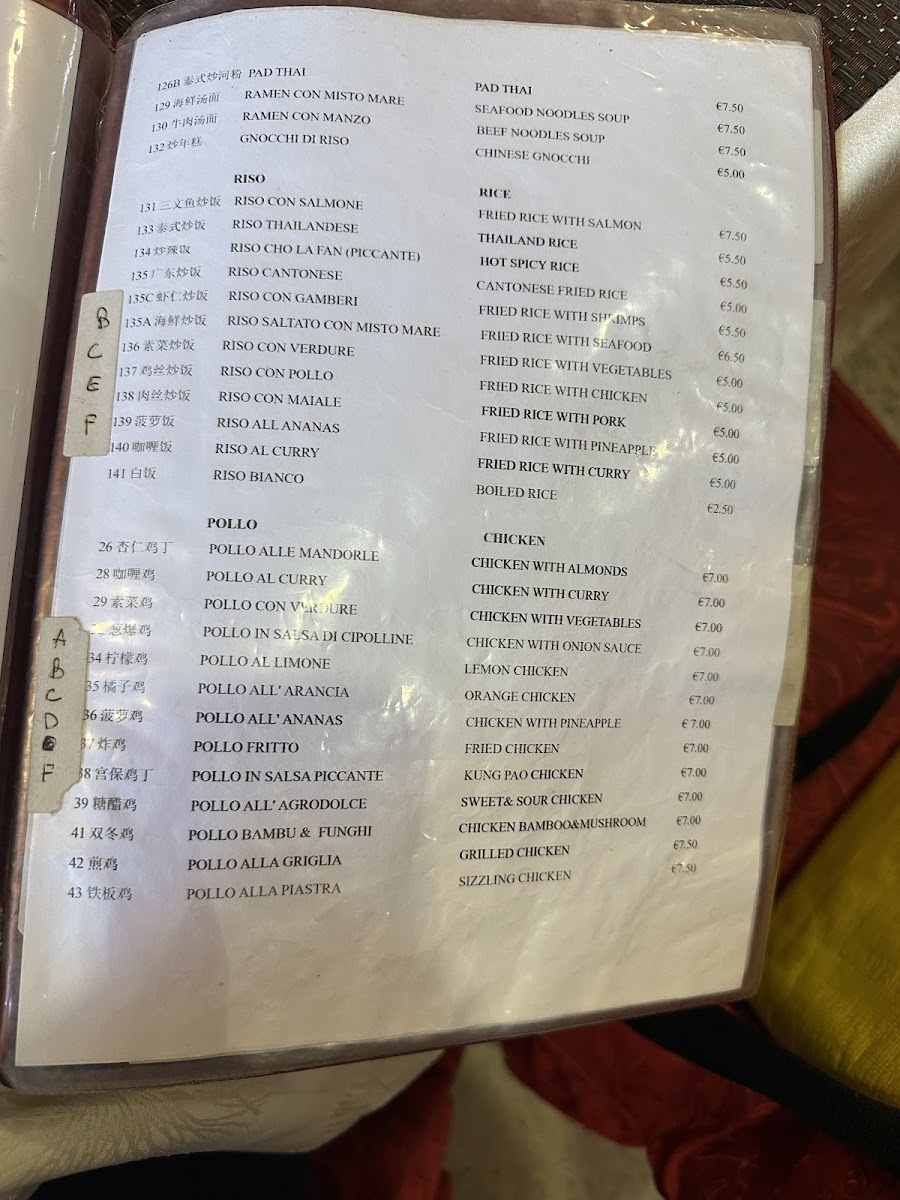 126B 泰式炒河粉 PAD THAI PAD THAI €7.50
129 海鲜汤面 RAMEN CON MISTO MARE SEAFOOD NOODLES SOUP €7.50
130 牛肉汤面 RAMEN CON MANZO BEEF NOODLES SOUP €7.50
132 炒年糕 GNOCCHI DI RISO CHINESE GNOCCHI €5.00
RISO RICE
131 三文鱼炒饭 RISO CON SALMONE FRIED RICE WITH SALMON €7.50
133 泰式炒饭 RISO THAILANDESE THAILAND RICE €5.50
134 炒辣饭 RISO CHO LA FAN (PICCANTE) HOT SPICY RICE €5.50
135 广东炒饭 RISO CANTONESE CANTONESE FRIED RICE €5.00
135C 虾仁炒饭 RISO CON GAMBERI FRIED RICE WITH SHRIMPS €5.50
135A 海鲜炒饭 RISO SALTATO CON MISTO MARE FRIED RICE WITH SEAFOOD €6.50
136 素菜炒饭 RISO CON VERDURE FRIED RICE WITH VEGETABLES €5.00
137 鸡丝炒饭 RISO CON POLLO FRIED RICE WITH CHICKEN €5.00
138 肉丝炒饭 RISO CON MAIALE FRIED RICE WITH PORK €5.00
139 菠萝饭 RISO ALL ANANAS FRIED RICE WITH PINEAPPLE €5.00
140 咖喱饭 RISO AL CURRY FRIED RICE WITH CURRY €5.00
141 白饭 RISO BIANCO BOILED RICE €2.50
B
C
E
F
POLLO CHICKEN
26 杏仁鸡丁 POLLO ALLE MANDORLE CHICKEN WITH ALMONDS €7.00
28 咖喱鸡 POLLO AL CURRY CHICKEN WITH CURRY €7.00
29 素菜鸡 POLLO CON VERDURE CHICKEN WITH VEGETABLES €7.00
葱爆鸡 POLLO IN SALSA DI CIPOLLINE CHICKEN WITH ONION SAUCE €7.00
34 柠檬鸡 POLLO AL LIMONE LEMON CHICKEN €7.00
35 橘子鸡 POLLO ALL' ARANCIA ORANGE CHICKEN €7.00
36 菠萝鸡 POLLO ALL' ANANAS CHICKEN WITH PINEAPPLE € 7.00
37 炸鸡 POLLO FRITTO FRIED CHICKEN €7.00
38 宫保鸡丁 POLLO IN SALSA PICCANTE KUNG PAO CHICKEN €7.00
39 糖醋鸡 POLLO ALL' AGRODOLCE SWEET& SOUR CHICKEN €7.00
41 双冬鸡 POLLO BAMBU & FUNGHI CHICKEN BAMBOO&MUSHROOM €7.00
42 煎鸡 POLLO ALLA GRIGLIA GRILLED CHICKEN €7.50
43 铁板鸡 POLLO ALLA PIASTRA SIZZLING CHICKEN €7.50
A
B
C
D
F